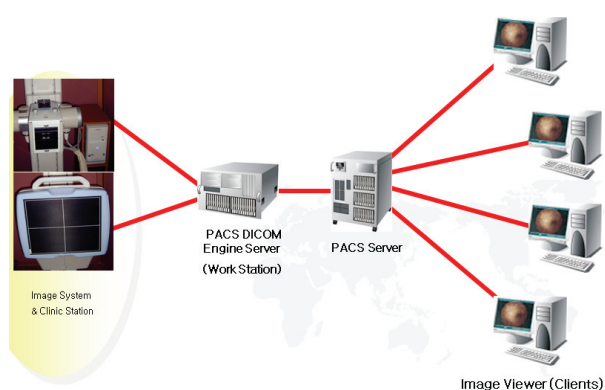 PACS DICOM
Engine Server
(Work Station)
PACS Server
Image System
& Clinic Station
Image Viewer (Clients)